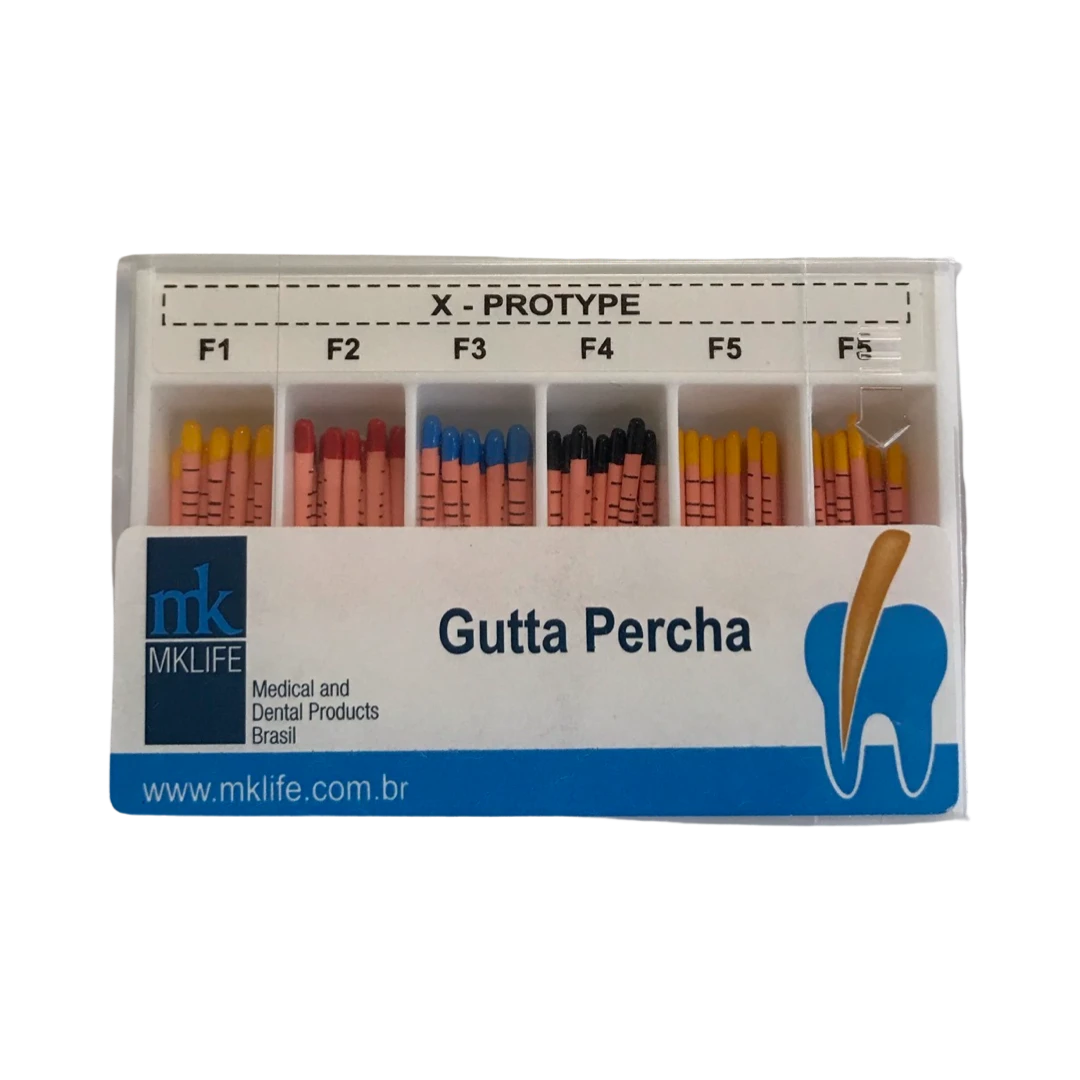 X - PROTYPE
F1 F2 F3 F4 F5 F5
mk
MKLIFE
Gutta Percha
Medical and
Dental Products
Brasil
www.mklife.com.br